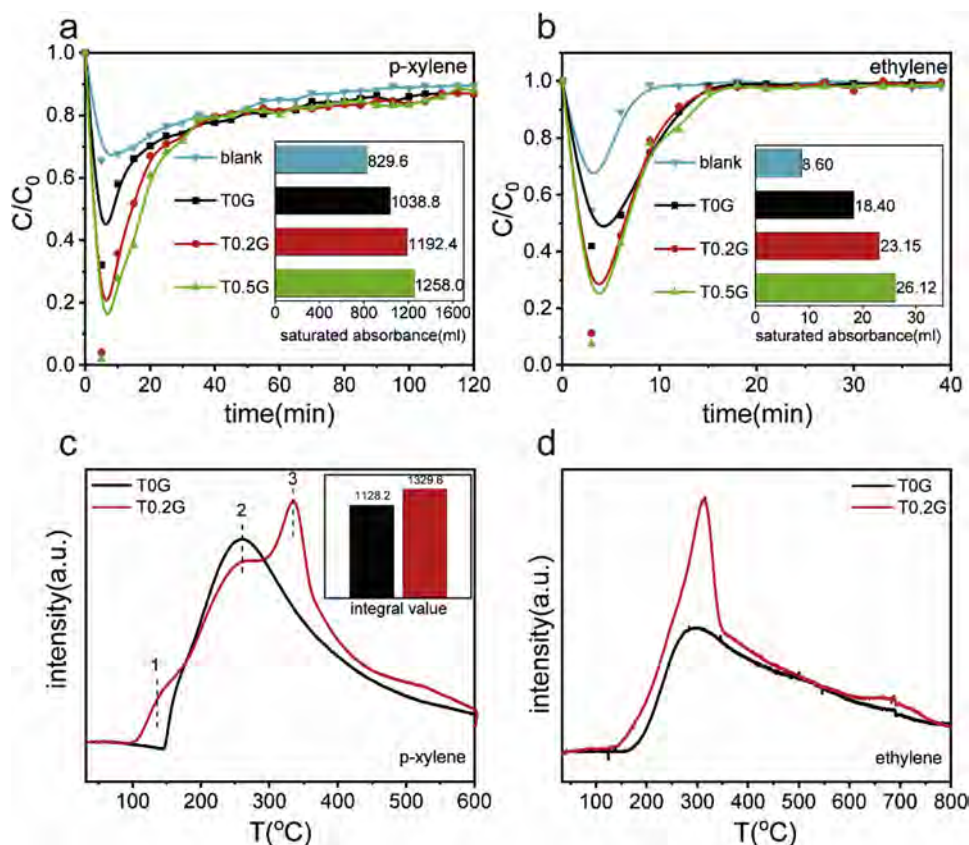 a
p-xylene
C/C0
1.0
0.8
0.6
0.4
0.2
0.0
blank
T0G
T0.2G
T0.5G
829.6
1038.8
1192.4
1258.0
0 400 800 1200 1600
saturated absorbance(ml)
0 20 40 60 80 100 120
time(min)
b
ethylene
C/C0
1.0
0.8
0.6
0.4
0.2
0.0
blank
T0G
T0.2G
T0.5G
8.60
18.40
23.15
26.12
0 10 20 30
saturated absorbance(ml)
0 10 20 30 40
time(min)
c
T0G
T0.2G
1
2
3
1128.2
1329.6
integral value
intensity(a.u.)
p-xylene
100 200 300 400 500 600
T(ºC)
d
T0G
T0.2G
intensity(a.u.)
ethylene
100 200 300 400 500 600 700 800
T(ºC)